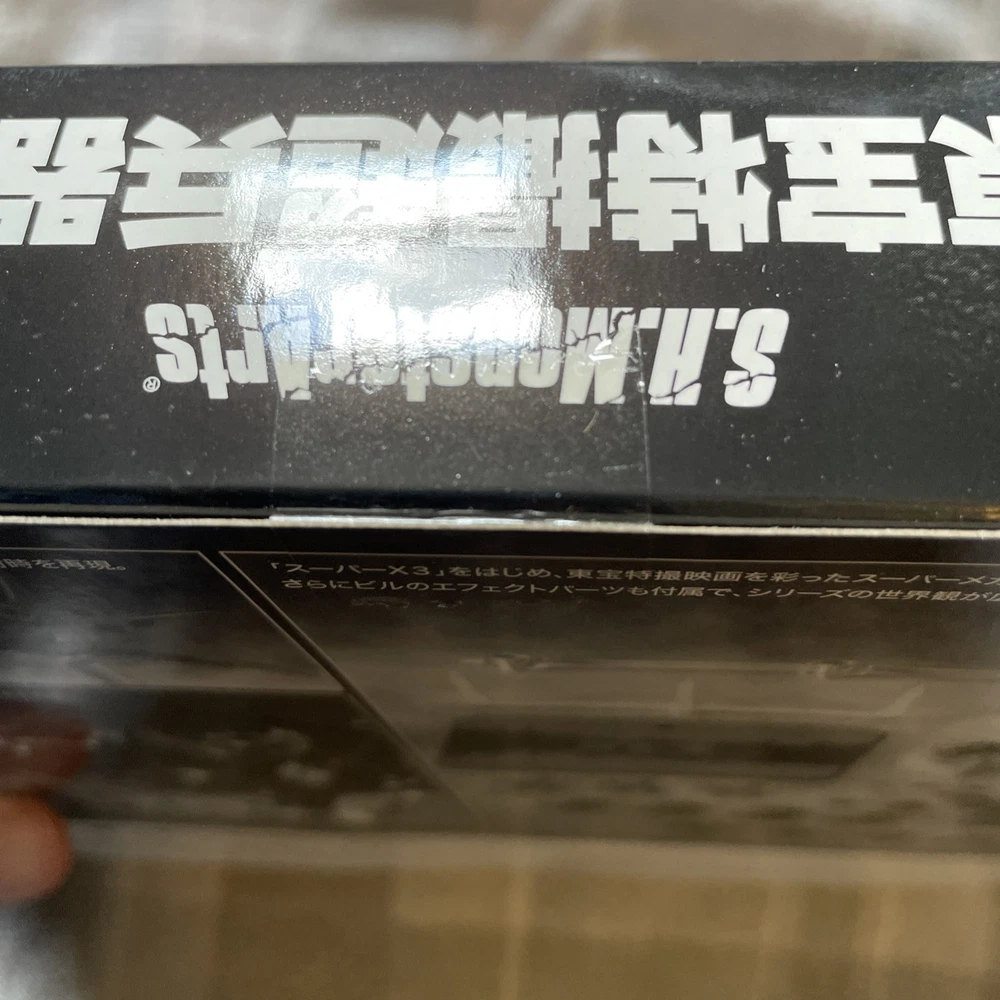 東宝特撮超兵器
S.H.MonsterArts®
時を再現。
「スーパーX3」をはじめ、東宝特撮映画を彩ったスーパーメカ
さらにビルのエフェクトパーツも付属で、シリーズの世界観が